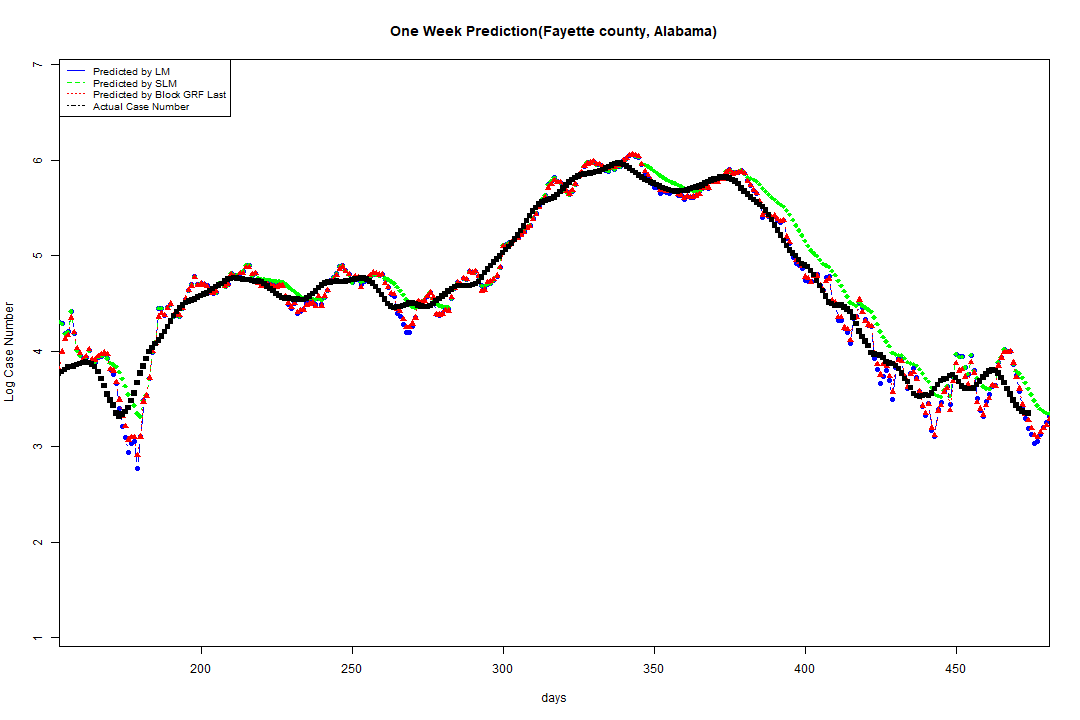 One Week Prediction(Fayette county, Alabama)
Predicted by LM
Predicted by SLM
Predicted by Block GRF Last
Actual Case Number
7
6
5
4
3
2
1
Log Case Number
200 250 300 350 400 450
days